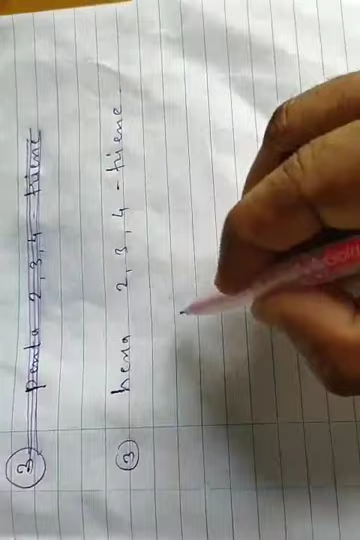 ③ penta 2,3,4-triene
③ hexa 2,3,4-triene.